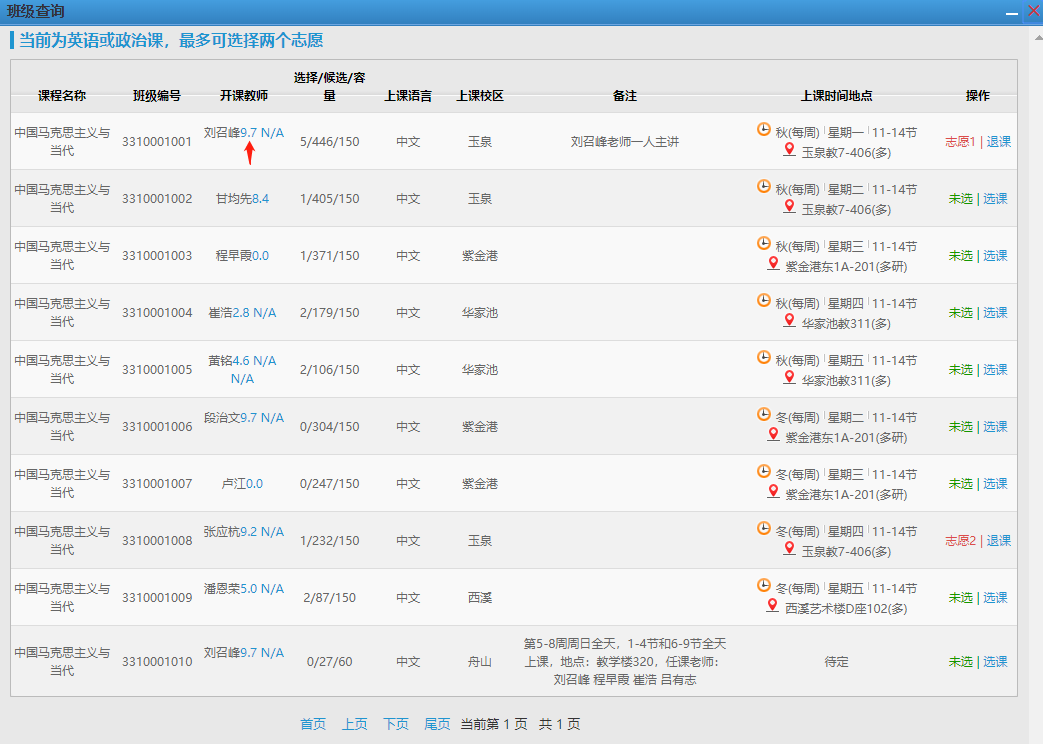 班级查询
当前为英语或政治课，最多可选择两个志愿
课程名称 班级编号 开课教师 选择/候选/容量 上课语言 上课校区 备注 上课时间地点 操作
中国马克思主义与当代 3310001001 刘召峰9.7 N/A 5/446/150 中文 玉泉 刘召峰老师一人主讲 秋(每周) 星期一 11-14节 玉泉教7-406(多) 志愿1 | 退课
中国马克思主义与当代 3310001002 甘均先8.4 1/405/150 中文 玉泉 秋(每周) 星期二 11-14节 玉泉教7-406(多) 未选 | 选课
中国马克思主义与当代 3310001003 程早霞0.0 1/371/150 中文 紫金港 秋(每周) 星期三 11-14节 紫金港东1A-201(多研) 未选 | 选课
中国马克思主义与当代 3310001004 崔浩2.8 N/A 2/179/150 中文 华家池 秋(每周) 星期四 11-14节 华家池教311(多) 未选 | 选课
中国马克思主义与当代 3310001005 黄铭4.6 N/A N/A 2/106/150 中文 华家池 秋(每周) 星期五 11-14节 华家池教311(多) 未选 | 选课
中国马克思主义与当代 3310001006 段治文9.7 N/A 0/304/150 中文 紫金港 冬(每周) 星期二 11-14节 紫金港东1A-201(多研) 未选 | 选课
中国马克思主义与当代 3310001007 卢江0.0 0/247/150 中文 紫金港 冬(每周) 星期三 11-14节 紫金港东1A-201(多研) 未选 | 选课
中国马克思主义与当代 3310001008 张应杭9.2 N/A 1/232/150 中文 玉泉 冬(每周) 星期四 11-14节 玉泉教7-406(多) 志愿2 | 退课
中国马克思主义与当代 3310001009 潘恩荣5.0 N/A 2/87/150 中文 西溪 冬(每周) 星期五 11-14节 西溪艺术楼D座102(多) 未选 | 选课
中国马克思主义与当代 3310001010 刘召峰9.7 N/A 0/27/60 中文 舟山 第5-8周周日全天，1-4节和6-9节全天上课，地点：教学楼320，任课老师：刘召峰 程早霞 崔浩 吕有志 待定 未选 | 选课
首页 上页 下页 尾页 当前第 1 页 共 1 页